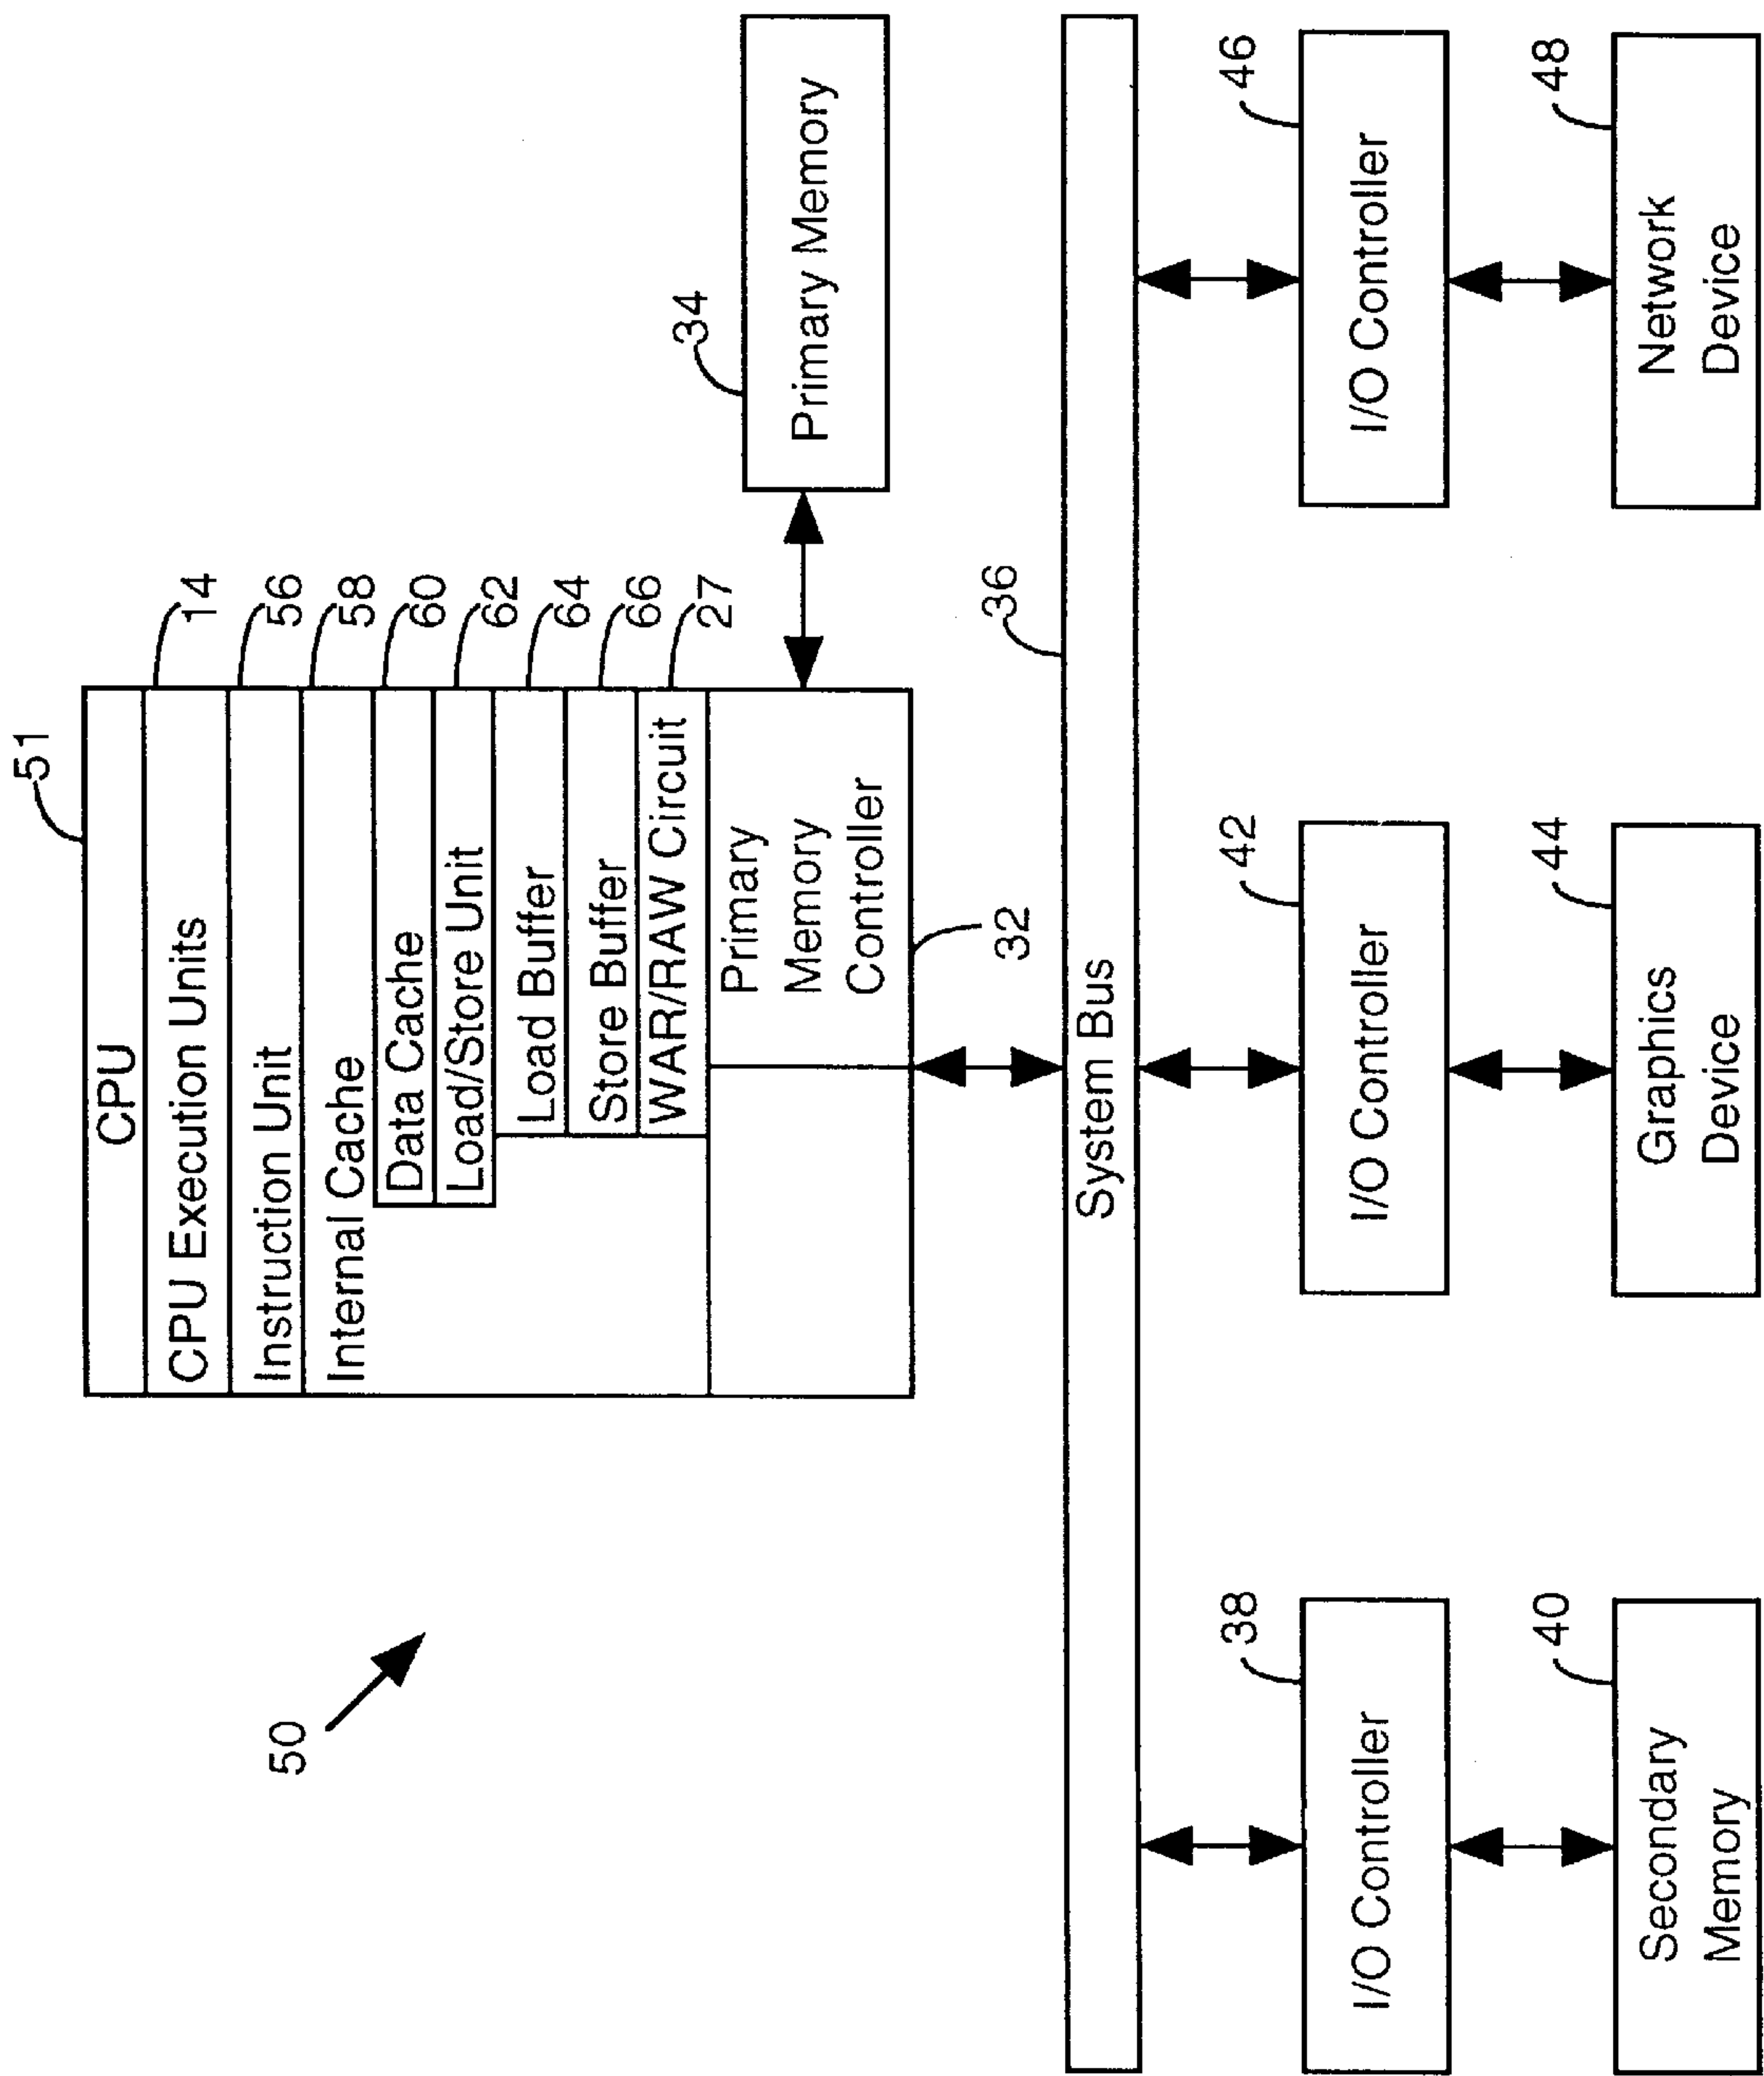 50
51
CPU
14
CPU Execution Units
56
Instruction Unit
58
Internal Cache
60
Data Cache
62
Load/Store Unit
64
Load Buffer
66
Store Buffer
27
WAR/RAW Circuit
Primary
Memory
Controller
32
34
Primary Memory
36
System Bus
38
I/O Controller
42
I/O Controller
46
I/O Controller
40
Secondary
Memory
44
Graphics
Device
48
Network
Device